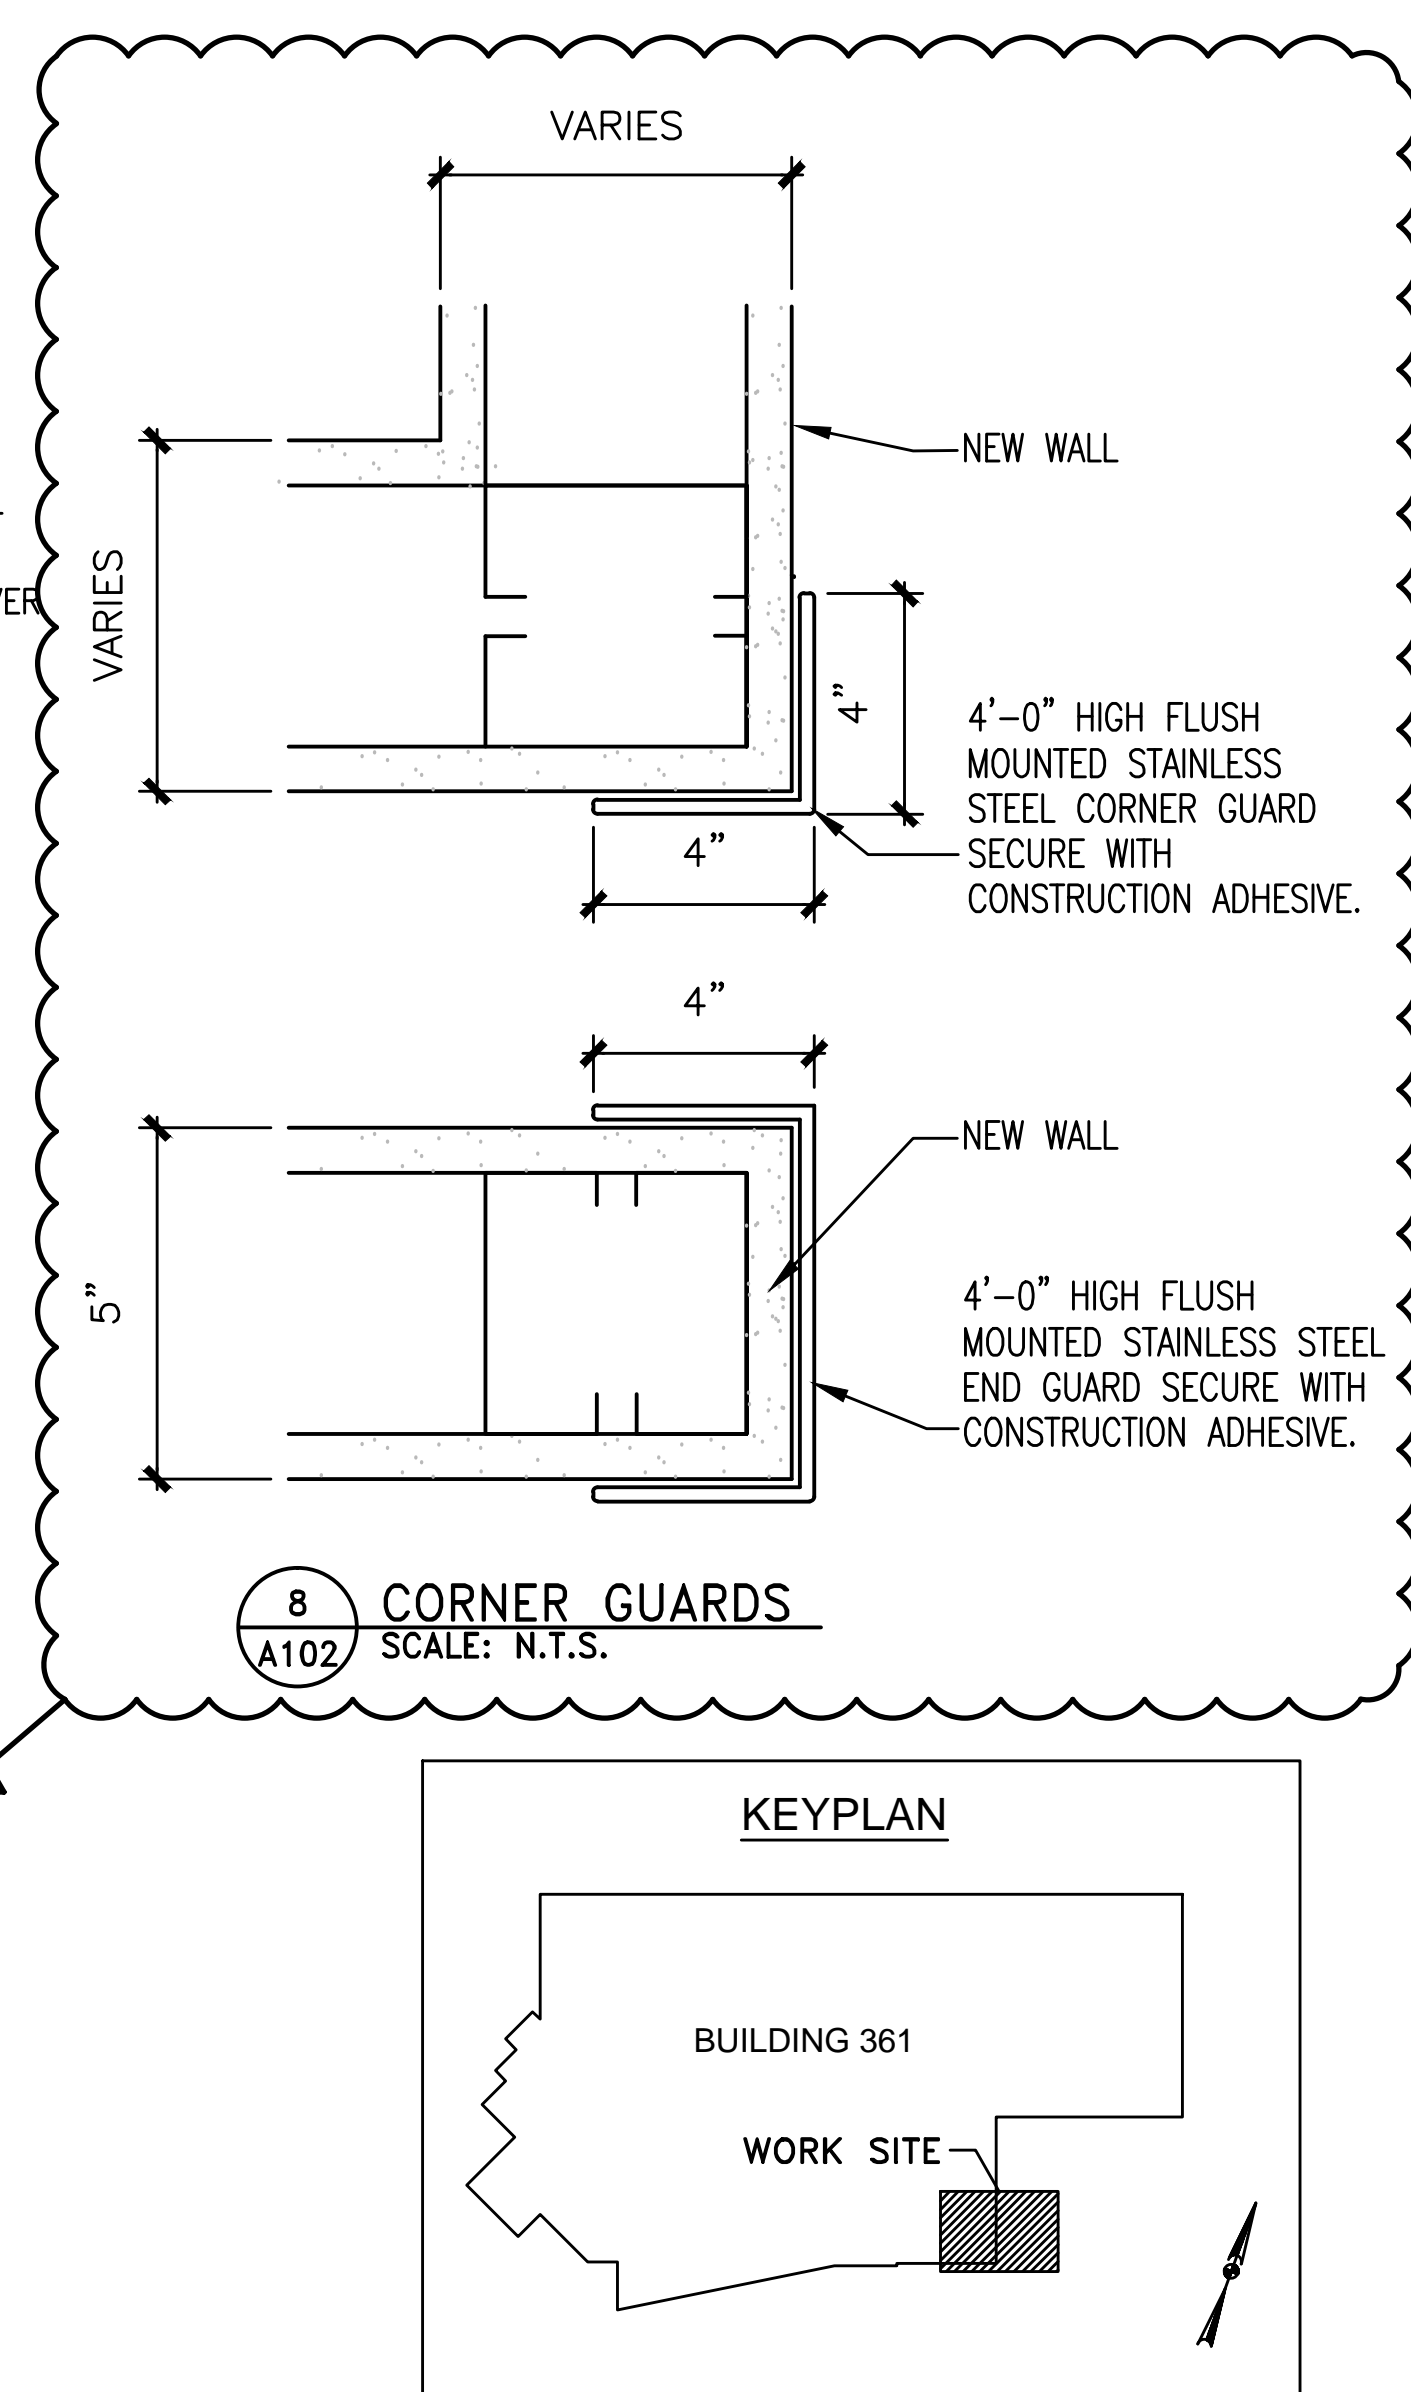 VARIES
NEW WALL
VER
VARIES
4"
4'-0" HIGH FLUSH
MOUNTED STAINLESS
STEEL CORNER GUARD
SECURE WITH
CONSTRUCTION ADHESIVE.
4"
4"
NEW WALL
5"
4'-0" HIGH FLUSH
MOUNTED STAINLESS STEEL
END GUARD SECURE WITH
CONSTRUCTION ADHESIVE.
8
A102
CORNER GUARDS
SCALE: N.T.S.
KEYPLAN
BUILDING 361
WORK SITE